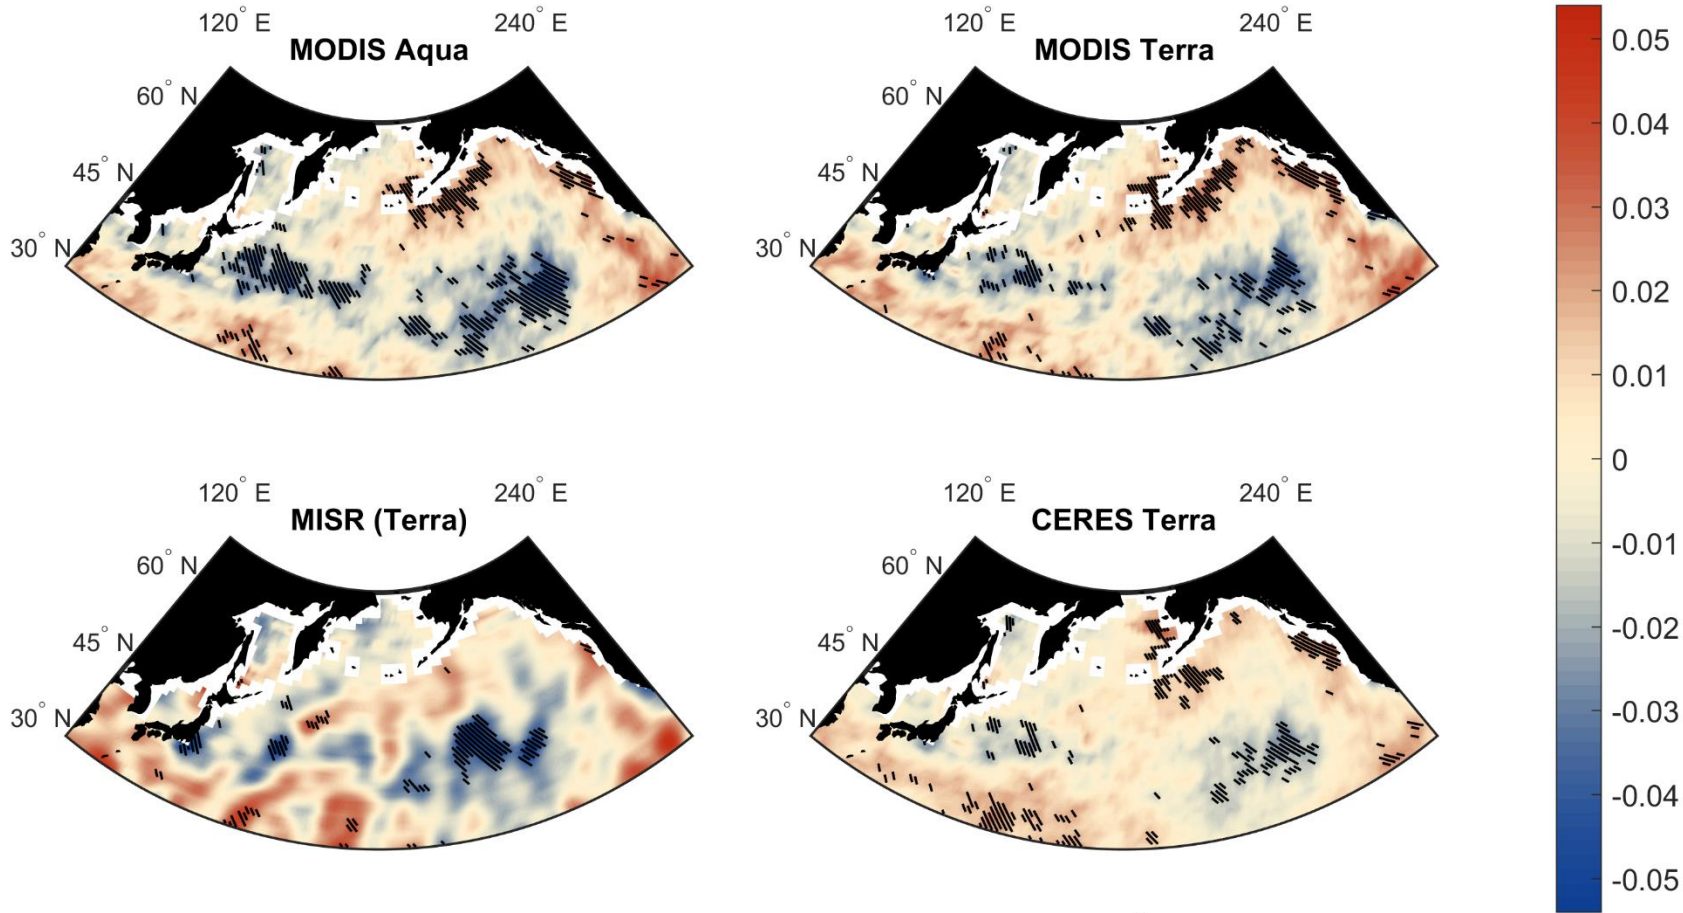 120° E 240° E
MODIS Aqua
60° N
45° N
30° N
120° E 240° E
MODIS Terra
60° N
45° N
30° N
120° E 240° E
MISR (Terra)
60° N
45° N
30° N
120° E 240° E
CERES Terra
60° N
45° N
30° N
0.05
0.04
0.03
0.02
0.01
0
-0.01
-0.02
-0.03
-0.04
-0.05